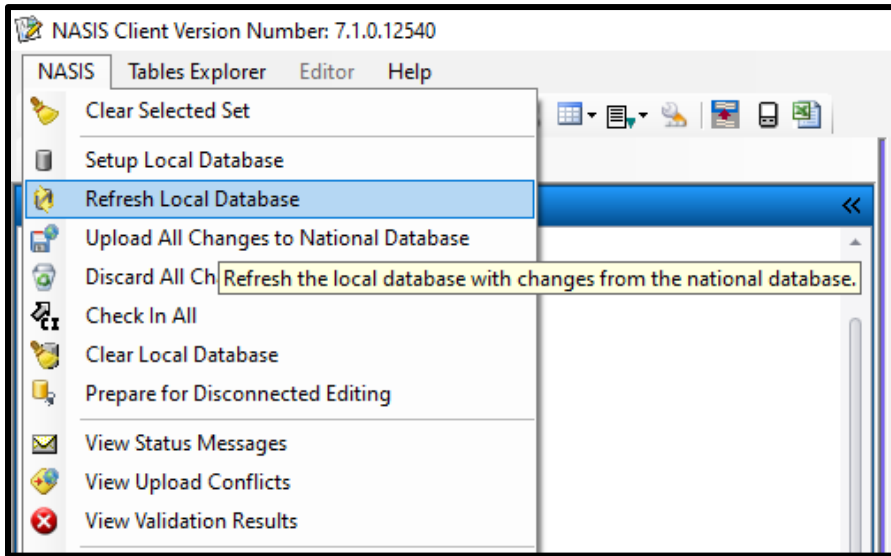 NASIS Client Version Number: 7.1.0.12540
NASIS Tables Explorer Editor Help
Clear Selected Set
Setup Local Database
Refresh Local Database
Upload All Changes to National Database
Discard All Ch
Refresh the local database with changes from the national database.
Check In All
Clear Local Database
Prepare for Disconnected Editing
View Status Messages
View Upload Conflicts
View Validation Results